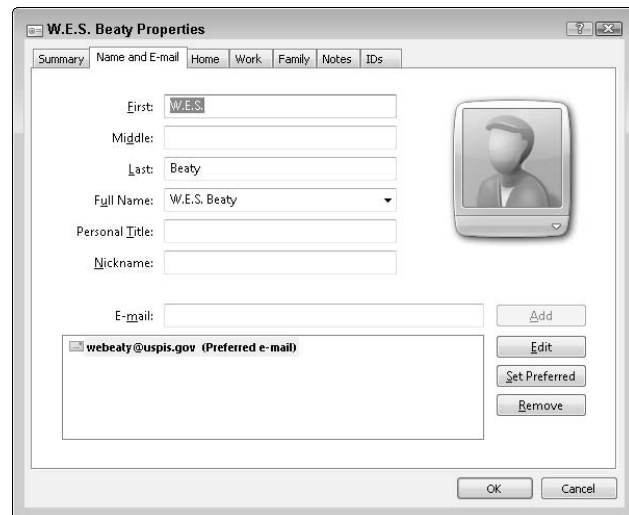 W.E.S. Beaty Properties
Summary Name and E-mail Home Work Family Notes IDs
First: W.E.S.
Middle:
Last: Beaty
Full Name: W.E.S. Beaty
Personal Title:
Nickname:
E-mail: Add
webeaty@uspis.gov (Preferred e-mail) Edit
Set Preferred
Remove
OK Cancel